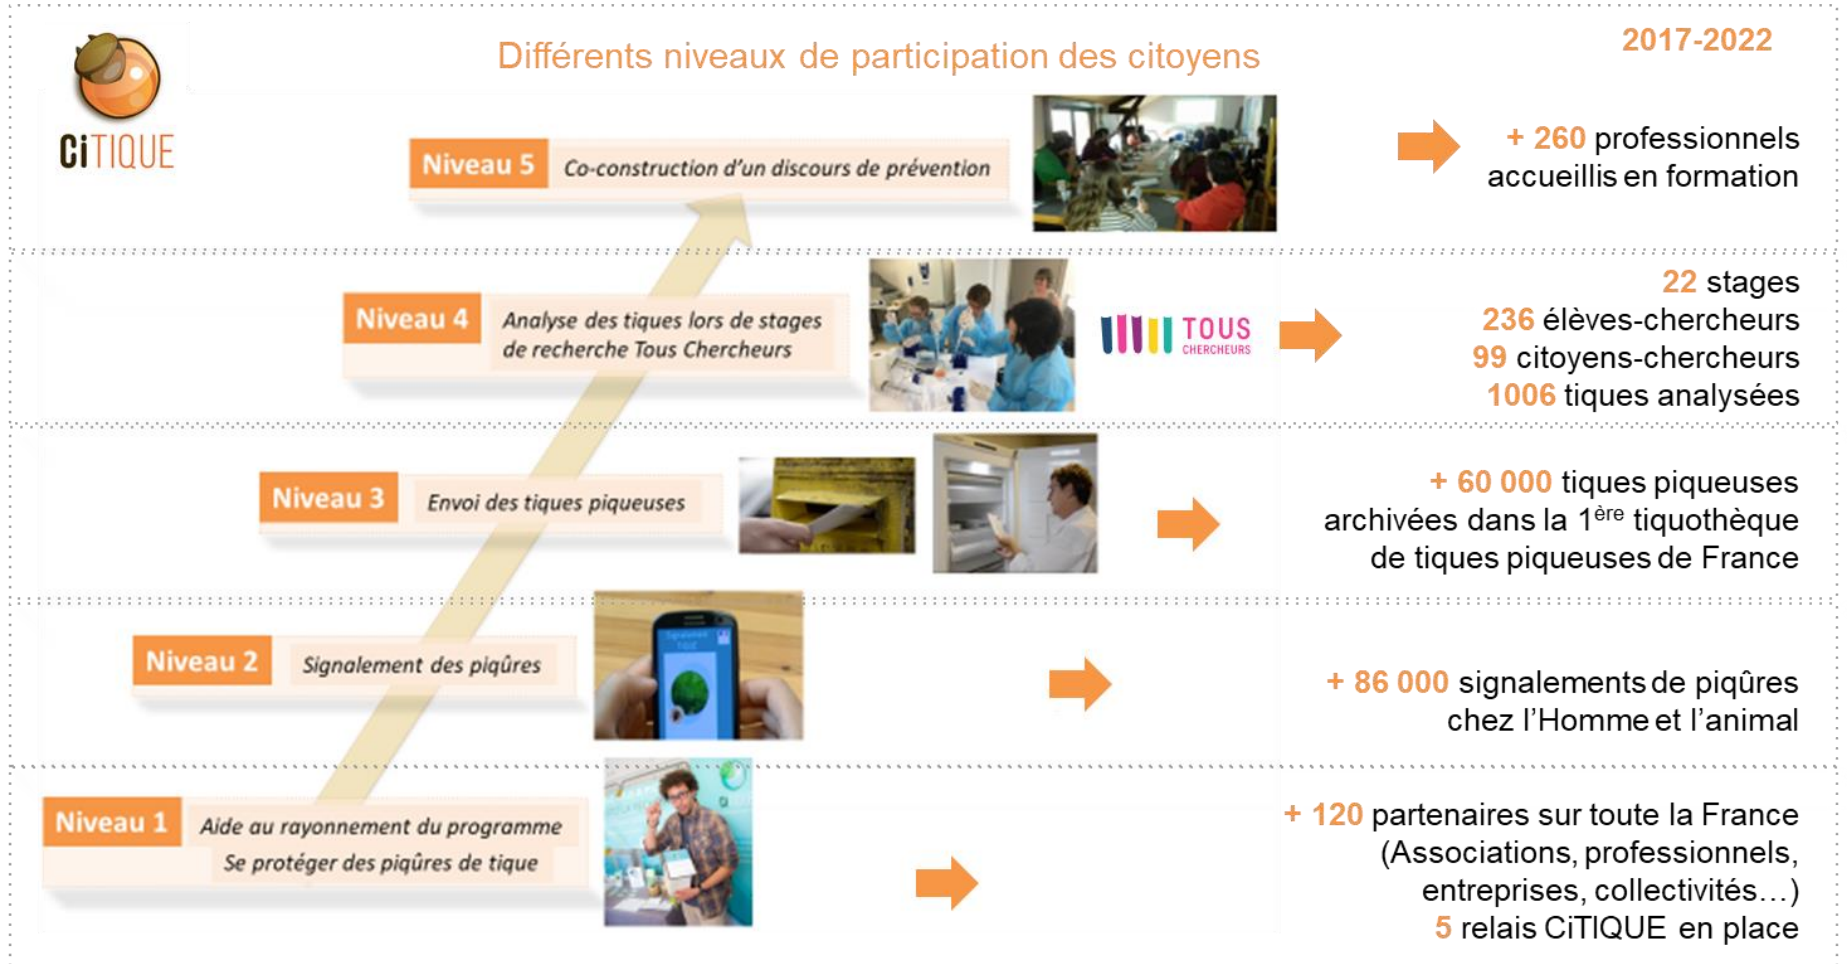 Différents niveaux de participation des citoyens
2017-2022
CiTIQUE
Niveau 5
Co-construction d'un discours de prévention
+ 260 professionnels
accueillis en formation
Niveau 4
Analyse des tiques lors de stages
de recherche Tous Chercheurs
TOUS
CHERCHEURS
22 stages
236 élèves-chercheurs
99 citoyens-chercheurs
1006 tiques analysées
Niveau 3
Envoi des tiques piqueuses
+ 60 000 tiques piqueuses
archivées dans la 1ère tiquothèque
de tiques piqueuses de France
Niveau 2
Signalement des piqûres
+ 86 000 signalements de piqûres
chez l'Homme et l'animal
Niveau 1
Aide au rayonnement du programme
Se protéger des piqûres de tique
+ 120 partenaires sur toute la France
(Associations, professionnels,
entreprises, collectivités…)
5 relais CiTIQUE en place